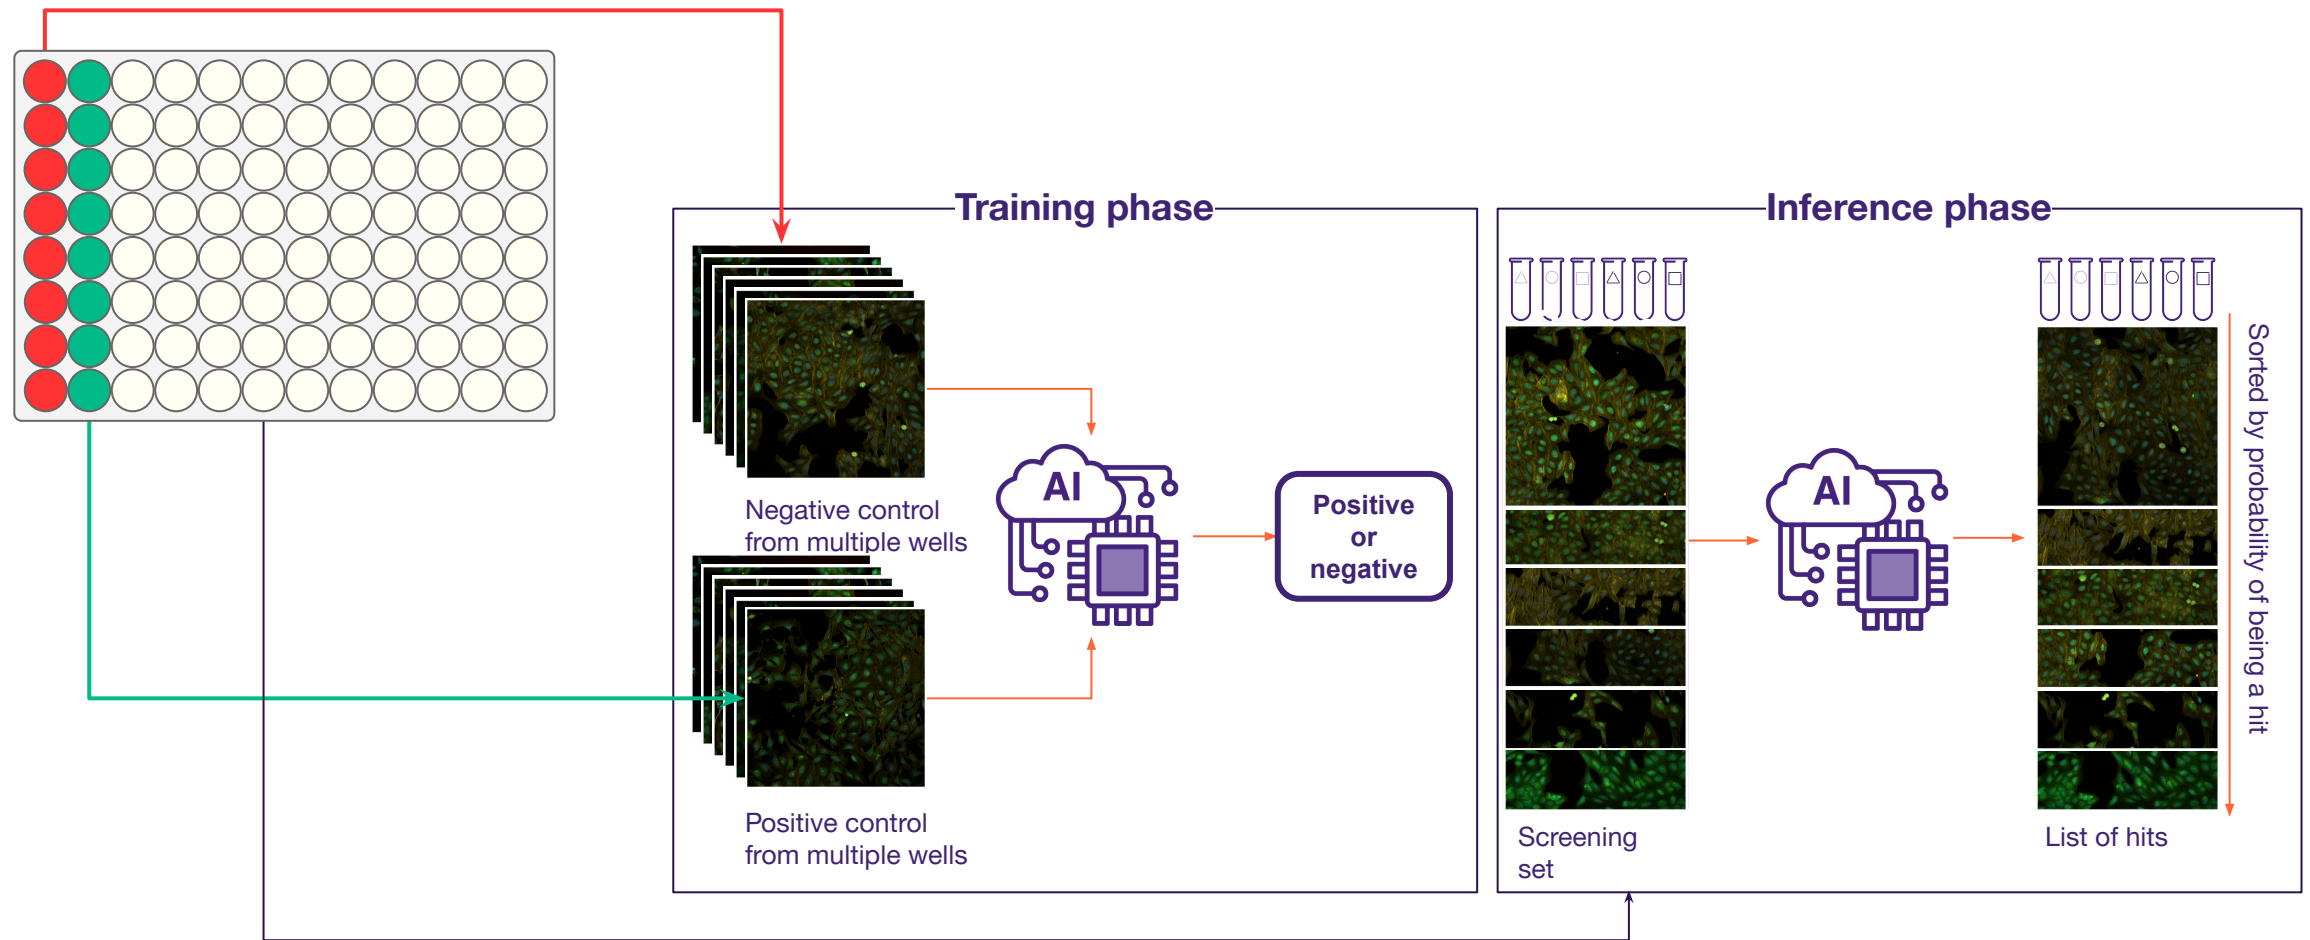 Training phase
Negative control
from multiple wells
AI
Positive
or
negative
Positive control
from multiple wells
Inference phase
AI
Sorted by probability of being a hit
Screening
set
List of hits